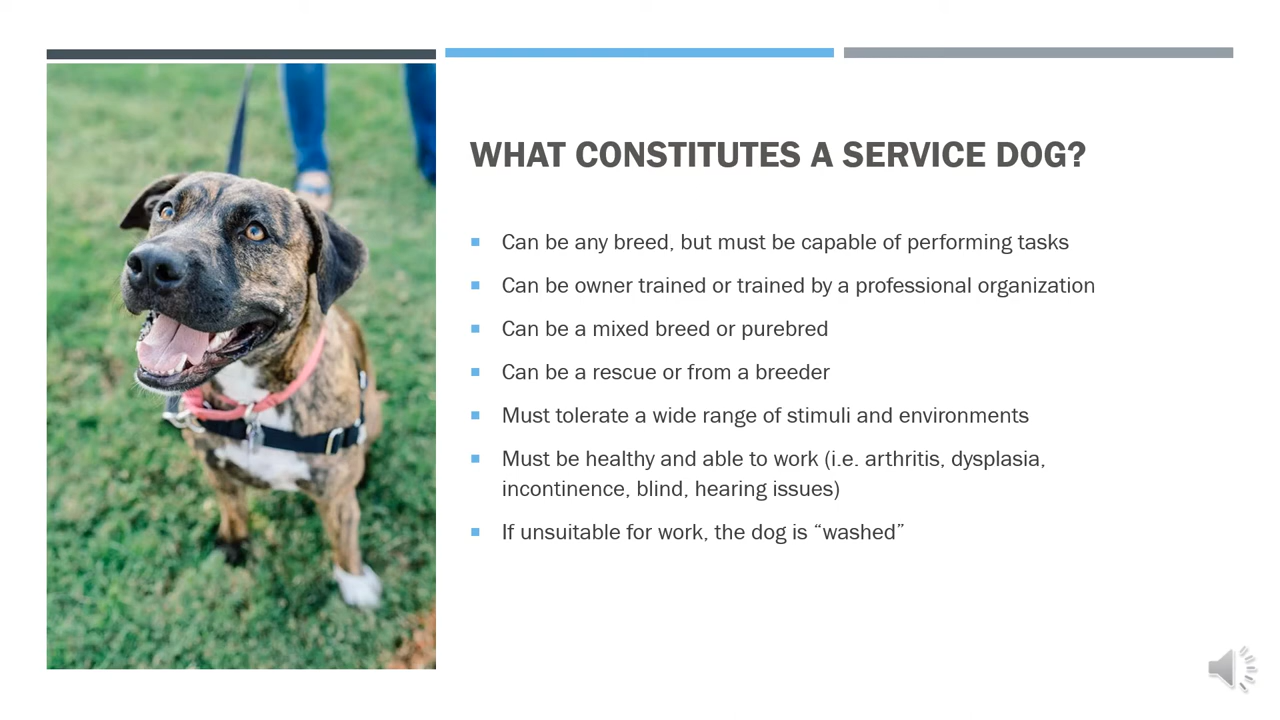 WHAT CONSTITUTES A SERVICE DOG?
Can be any breed, but must be capable of performing tasks
Can be owner trained or trained by a professional organization
Can be a mixed breed or purebred
Can be a rescue or from a breeder
Must tolerate a wide range of stimuli and environments
Must be healthy and able to work (i.e. arthritis, dysplasia,
incontinence, blind, hearing issues)
If unsuitable for work, the dog is “washed”